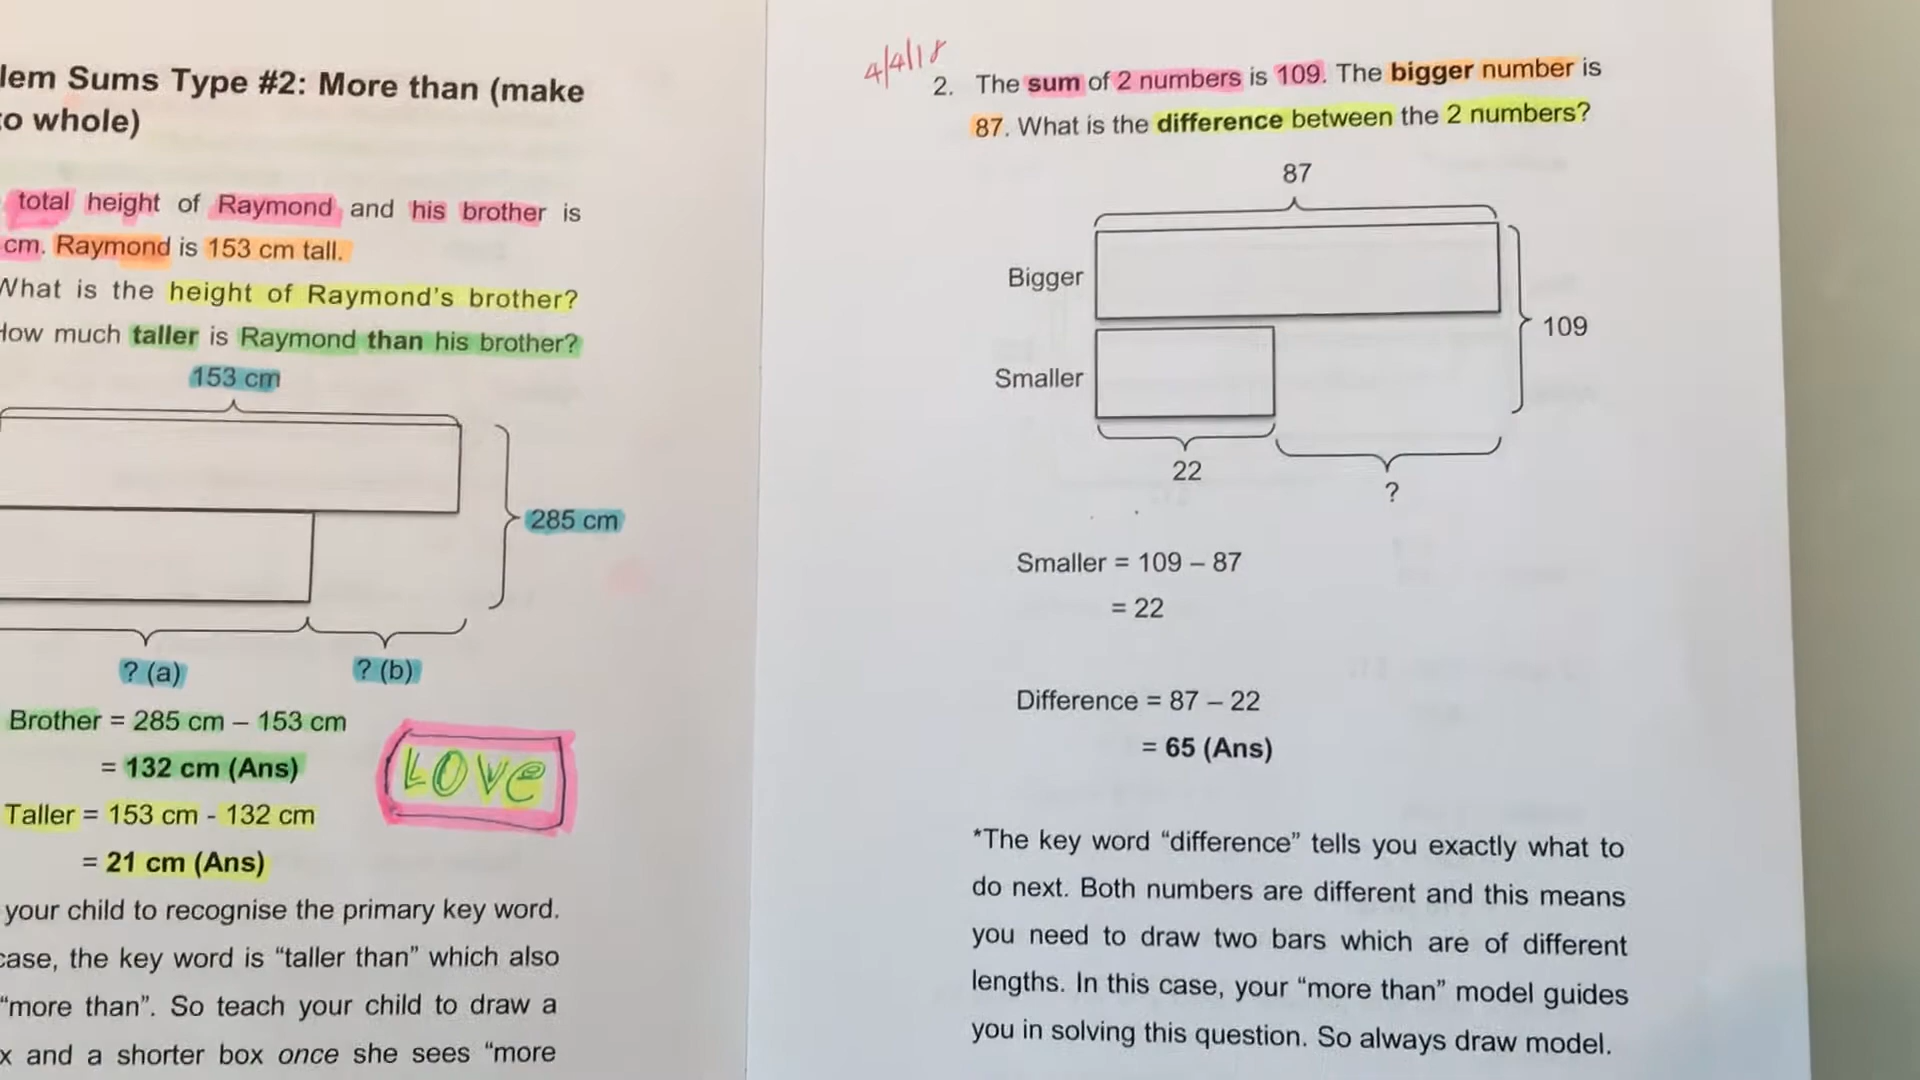 lem Sums Type #2: More than (make
to whole)
total height of Raymond and his brother is
cm. Raymond is 153 cm tall.
What is the height of Raymond's brother?
How much taller is Raymond than his brother?
153 cm
285 cm
? (a)
? (b)
Brother = 285 cm – 153 cm
= 132 cm (Ans)
Taller = 153 cm - 132 cm
= 21 cm (Ans)
LOVe
your child to recognise the primary key word.
case, the key word is “taller than” which also
“more than”. So teach your child to draw a
x and a shorter box once she sees “more
4/4/18
2. The sum of 2 numbers is 109. The bigger number is
87. What is the difference between the 2 numbers?
87
Bigger
109
Smaller
22
?
Smaller = 109 – 87
= 22
Difference = 87 – 22
= 65 (Ans)
*The key word “difference” tells you exactly what to
do next. Both numbers are different and this means
you need to draw two bars which are of different
lengths. In this case, your “more than” model guides
you in solving this question. So always draw model.